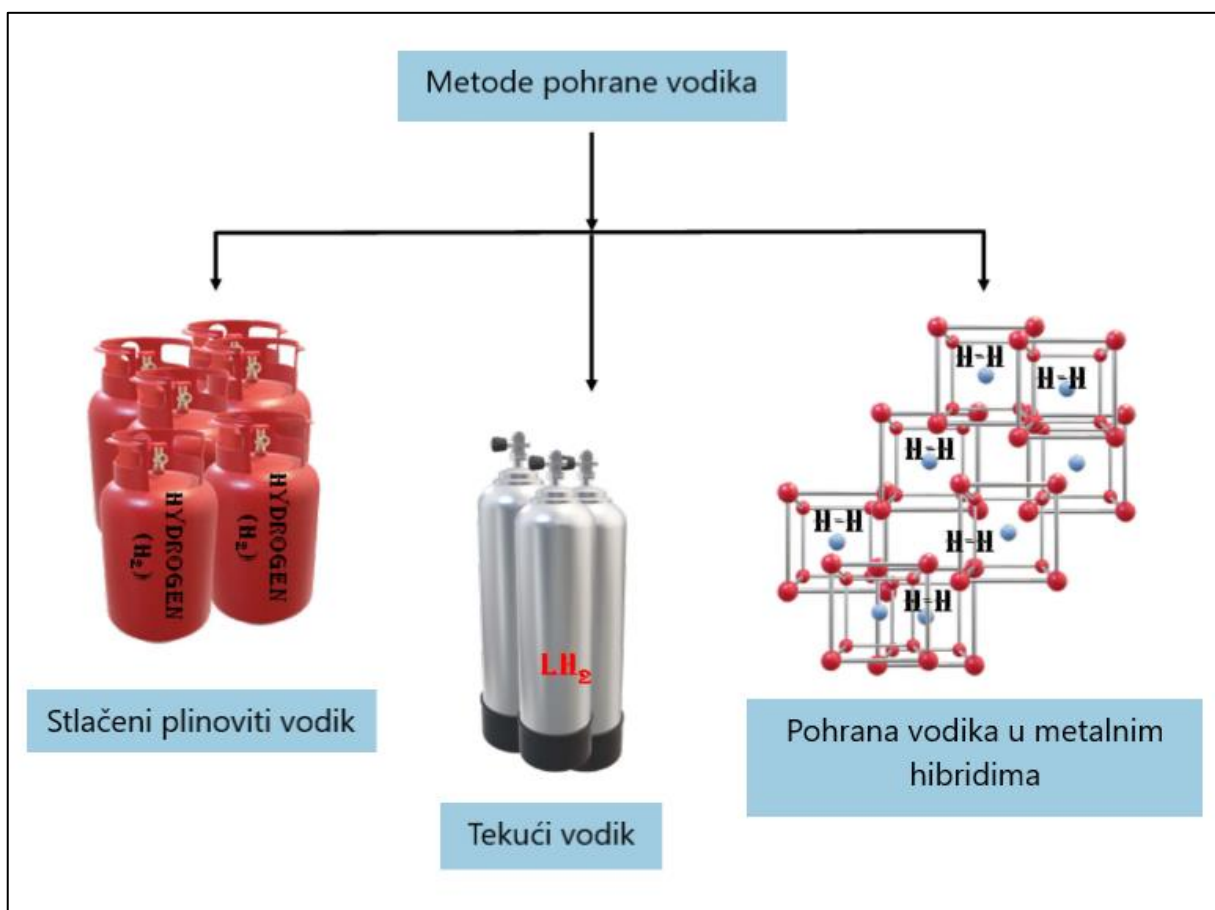 Metode pohrane vodika
HYDROGEN
(H₂)
HYDROGEN
(H₂)
LH₂
H-H
H-H
H-H
H-H
H-H
H-H
Stlačeni plinoviti vodik
Tekući vodik
Pohrana vodika u metalnim
hibridima